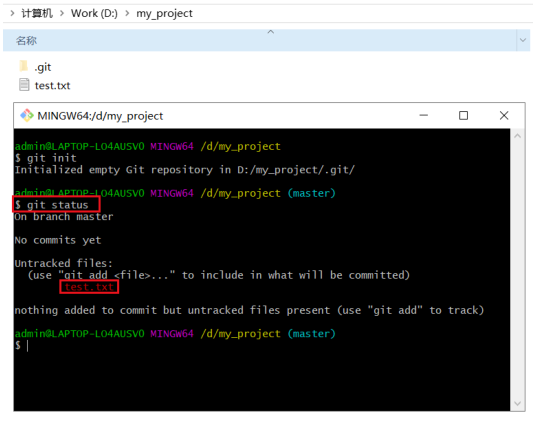 计算机 > Work (D:) > my_project
名称
.git
test.txt
MINGW64:/d/my_project
admin@LAPTOP-LO4AUSV0 MINGW64 /d/my_project
$ git init
Initialized empty Git repository in D:/my_project/.git/
admin@LAPTOP-LO4AUSV0 MINGW64 /d/my_project (master)
$ git status
On branch master
No commits yet
Untracked files:
(use "git add <file>..." to include in what will be committed)
test.txt
nothing added to commit but untracked files present (use "git add" to track)
admin@LAPTOP-LO4AUSV0 MINGW64 /d/my_project (master)
$